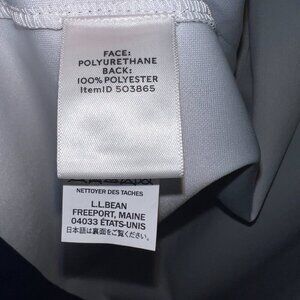 FACE:
POLYURETHANE
BACK:
100% POLYESTER
ItemID 503865
NETTOYER DES TACHES
L.L.BEAN
FREEPORT, MAINE
04033 ÉTATS-UNIS
日本語は裏面をご覧ください